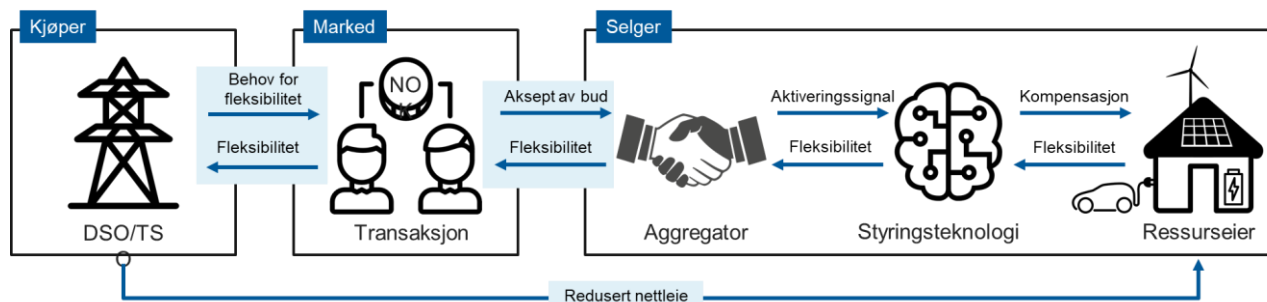 Kjøper
Marked
Selger
Behov for
fleksibilitet
Fleksibilitet
DSO/TS
O
NO
K
Transaksjon
Aksept av bud
Fleksibilitet
Aggregator
Aktiveringssignal
Fleksibilitet
Styringsteknologi
Kompensasjon
Fleksibilitet
Ressurseier
Redusert nettleie